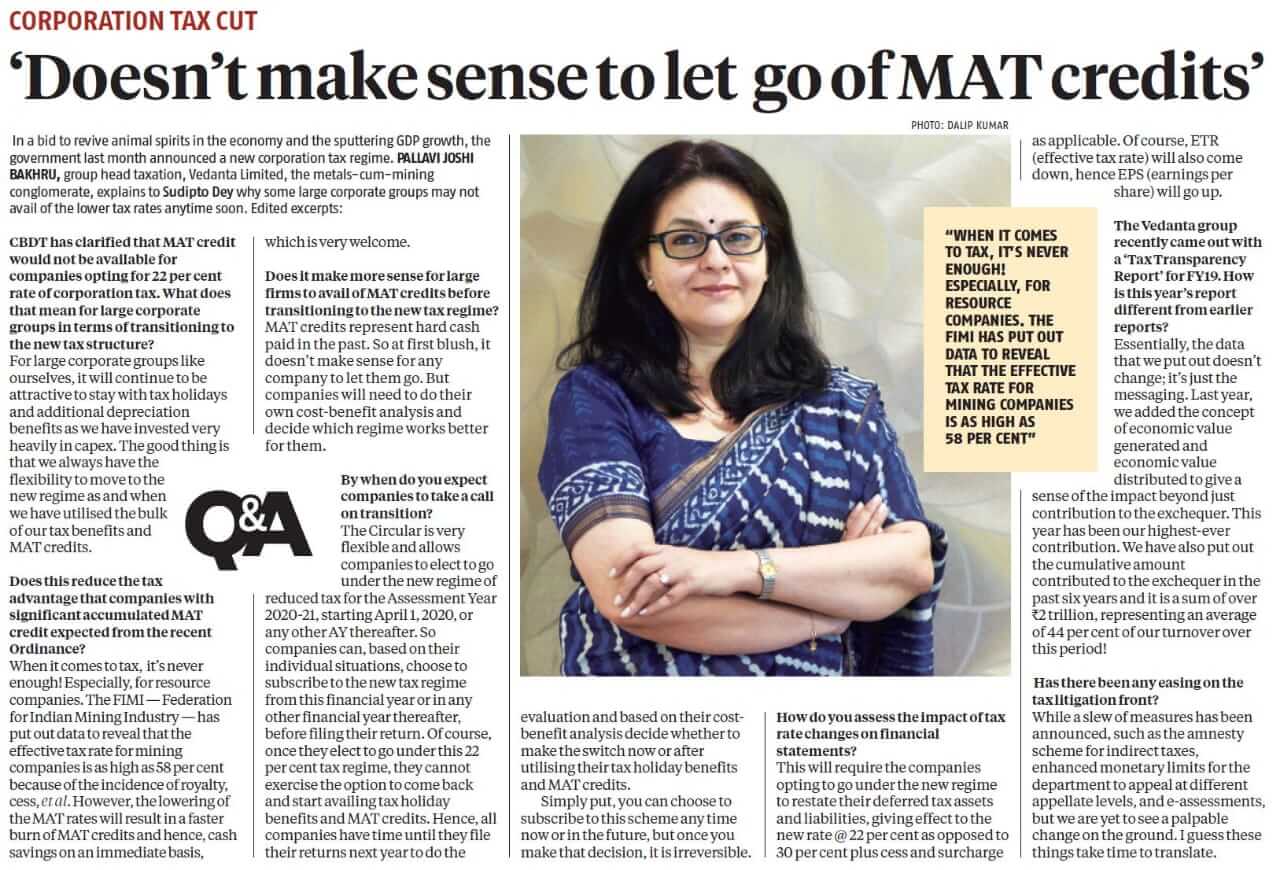 CORPORATION TAX CUT
‘Doesn’t make sense to let go of MAT credits’
PHOTO: DALIP KUMAR
In a bid to revive animal spirits in the economy and the sputtering GDP growth, the
government last month announced a new corporation tax regime. PALLAVI JOSHI
BAKHRU, group head taxation, Vedanta Limited, the metals-cum-mining
conglomerate, explains to Sudipto Dey why some large corporate groups may not
avail of the lower tax rates anytime soon. Edited excerpts:
CBDT has clarified that MAT credit
would not be available for
companies opting for 22 per cent
rate of corporation tax. What does
that mean for large corporate
groups in terms of transitioning to
the new tax structure?
For large corporate groups like
ourselves, it will continue to be
attractive to stay with tax holidays
and additional depreciation
benefits as we have invested very
heavily in capex. The good thing is
that we always have the
flexibility to move to the
new regime as and when
we have utilised the bulk
of our tax benefits and
MAT credits.
Does this reduce the tax
advantage that companies with
significant accumulated MAT
credit expected from the recent
Ordinance?
When it comes to tax, it’s never
enough! Especially, for resource
companies. The FIMI — Federation
for Indian Mining Industry — has
put out data to reveal that the
effective tax rate for mining
companies is as high as 58 per cent
because of the incidence of royalty,
cess, et al. However, the lowering of
the MAT rates will result in a faster
burn of MAT credits and hence, cash
savings on an immediate basis,
which is very welcome.
Does it make more sense for large
firms to avail of MAT credits before
transitioning to the new tax regime?
MAT credits represent hard cash
paid in the past. So at first blush, it
doesn’t make sense for any
company to let them go. But
companies will need to do their
own cost-benefit analysis and
decide which regime works better
for them.
Q&A
By when do you expect
companies to take a call
on transition?
The Circular is very
flexible and allows
companies to elect to go
under the new regime of
reduced tax for the Assessment Year
2020-21, starting April 1, 2020, or
any other AY thereafter. So
companies can, based on their
individual situations, choose to
subscribe to the new tax regime
from this financial year or in any
other financial year thereafter,
before filing their return. Of course,
once they elect to go under this 22
per cent tax regime, they cannot
exercise the option to come back
and start availing tax holiday
benefits and MAT credits. Hence, all
companies have time until they file
their returns next year to do the
evaluation and based on their cost-
benefit analysis decide whether to
make the switch now or after
utilising their tax holiday benefits
and MAT credits.
Simply put, you can choose to
subscribe to this scheme any time
now or in the future, but once you
make that decision, it is irreversible.
How do you assess the impact of tax
rate changes on financial
statements?
This will require the companies
opting to go under the new regime
to restate their deferred tax assets
and liabilities, giving effect to the
new rate @ 22 per cent as opposed to
30 per cent plus cess and surcharge
as applicable. Of course, ETR
(effective tax rate) will also come
down, hence EPS (earnings per
share) will go up.
“WHEN IT COMES
TO TAX, IT’S NEVER
ENOUGH!
ESPECIALLY, FOR
RESOURCE
COMPANIES. THE
FIMI HAS PUT OUT
DATA TO REVEAL
THAT THE EFFECTIVE
TAX RATE FOR
MINING COMPANIES
IS AS HIGH AS
58 PER CENT”
The Vedanta group
recently came out with
a ‘Tax Transparency
Report’ for FY19. How
is this year’s report
different from earlier
reports?
Essentially, the data
that we put out doesn’t
change; it’s just the
messaging. Last year,
we added the concept
of economic value
generated and
economic value
distributed to give a
sense of the impact beyond just
contribution to the exchequer. This
year has been our highest-ever
contribution. We have also put out
the cumulative amount
contributed to the exchequer in the
past six years and it is a sum of over
₹2 trillion, representing an average
of 44 per cent of our turnover over
this period!
Has there been any easing on the
tax litigation front?
While a slew of measures has been
announced, such as the amnesty
scheme for indirect taxes,
enhanced monetary limits for the
department to appeal at different
appellate levels, and e-assessments,
but we are yet to see a palpable
change on the ground. I guess these
things take time to translate.